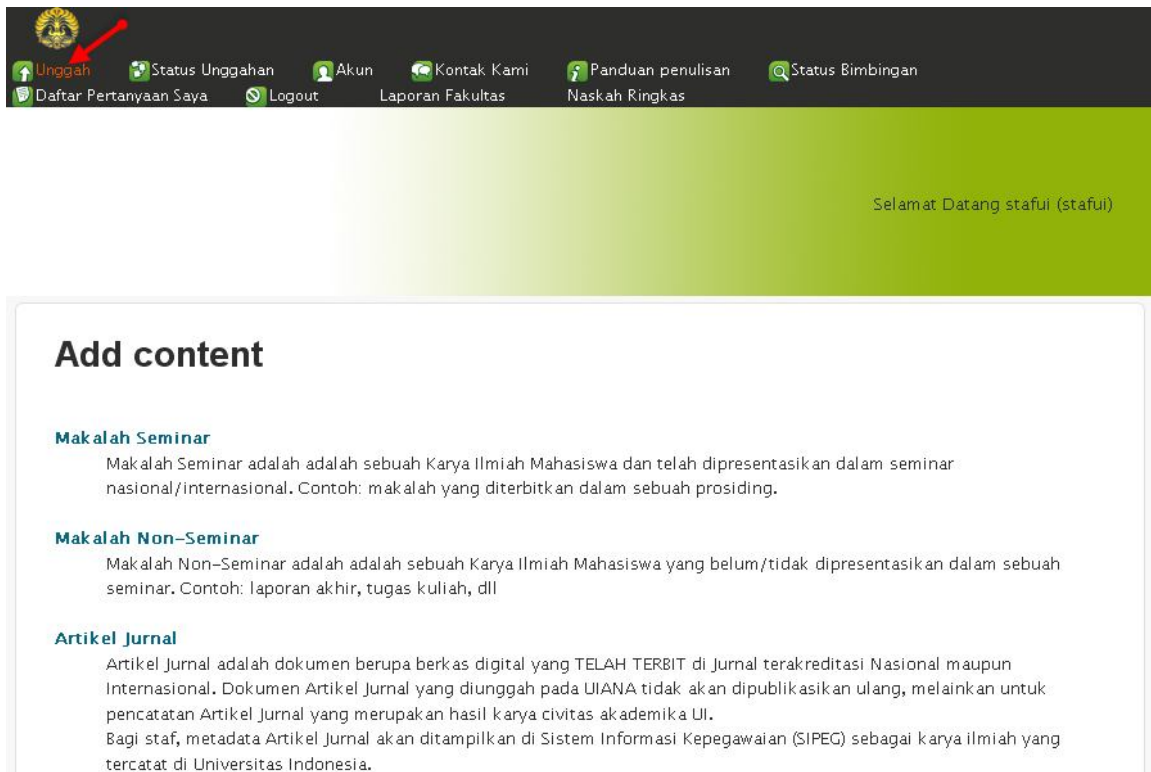 Unggah Status Unggahan Akun Kontak Kami Panduan penulisan Status Bimbingan
Daftar Pertanyaan Saya Logout Laporan Fakultas Naskah Ringkas
Selamat Datang stafui (stafui)
Add content
Makalah Seminar
Makalah Seminar adalah adalah sebuah Karya Ilmiah Mahasiswa dan telah dipresentasikan dalam seminar
nasional/internasional. Contoh: makalah yang diterbitkan dalam sebuah prosiding.
Makalah Non-Seminar
Makalah Non-Seminar adalah adalah sebuah Karya Ilmiah Mahasiswa yang belum/tidak dipresentasikan dalam sebuah
seminar. Contoh: laporan akhir, tugas kuliah, dll
Artikel Jurnal
Artikel Jurnal adalah dokumen berupa berkas digital yang TELAH TERBIT di Jurnal terakreditasi Nasional maupun
Internasional. Dokumen Artikel Jurnal yang diunggah pada UIANA tidak akan dipublikasikan ulang, melainkan untuk
pencatatan Artikel Jurnal yang merupakan hasil karya civitas akademika UI.
Bagi staf, metadata Artikel Jurnal akan ditampilkan di Sistem Informasi Kepegawaian (SIPEG) sebagai karya ilmiah yang
tercatat di Universitas Indonesia.